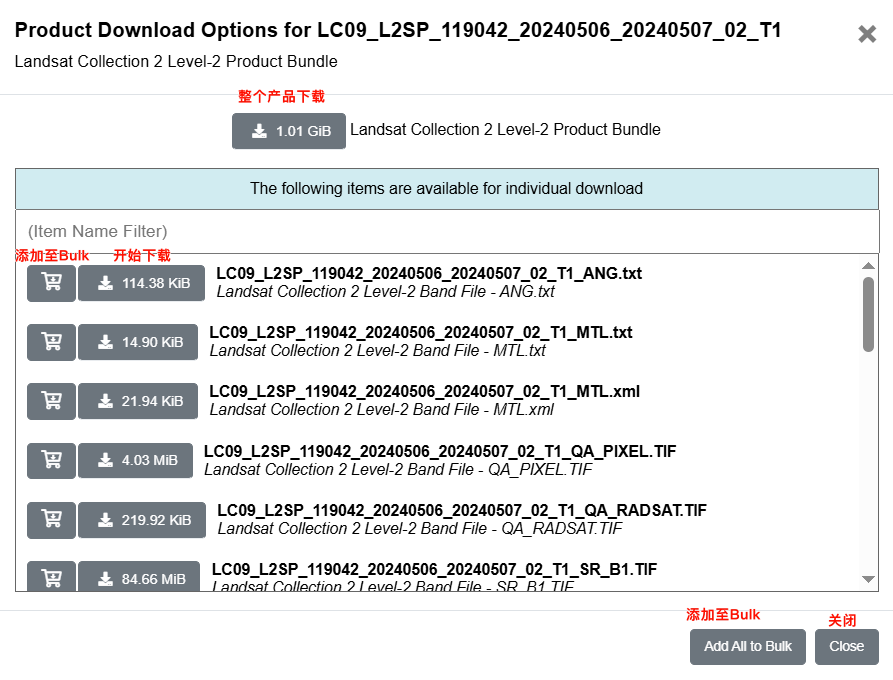 Product Download Options for LC09_L2SP_119042_20240506_20240507_02_T1
Landsat Collection 2 Level-2 Product Bundle
整个产品下载
1.01 GiB Landsat Collection 2 Level-2 Product Bundle
The following items are available for individual download
(Item Name Filter)
添加至Bulk 开始下载
114.38 KiB LC09_L2SP_119042_20240506_20240507_02_T1_ANG.txt
Landsat Collection 2 Level-2 Band File - ANG.txt
14.90 KiB LC09_L2SP_119042_20240506_20240507_02_T1_MTL.txt
Landsat Collection 2 Level-2 Band File - MTL.txt
21.94 KiB LC09_L2SP_119042_20240506_20240507_02_T1_MTL.xml
Landsat Collection 2 Level-2 Band File - MTL.xml
4.03 MiB LC09_L2SP_119042_20240506_20240507_02_T1_QA_PIXEL.TIF
Landsat Collection 2 Level-2 Band File - QA_PIXEL.TIF
219.92 KiB LC09_L2SP_119042_20240506_20240507_02_T1_QA_RADSAT.TIF
Landsat Collection 2 Level-2 Band File - QA_RADSAT.TIF
84.66 MiB LC09_L2SP_119042_20240506_20240507_02_T1_SR_B1.TIF
Landsat Collection 2 Level-2 Band File - SR_B1.TIF
添加至Bulk 关闭
Add All to Bulk Close